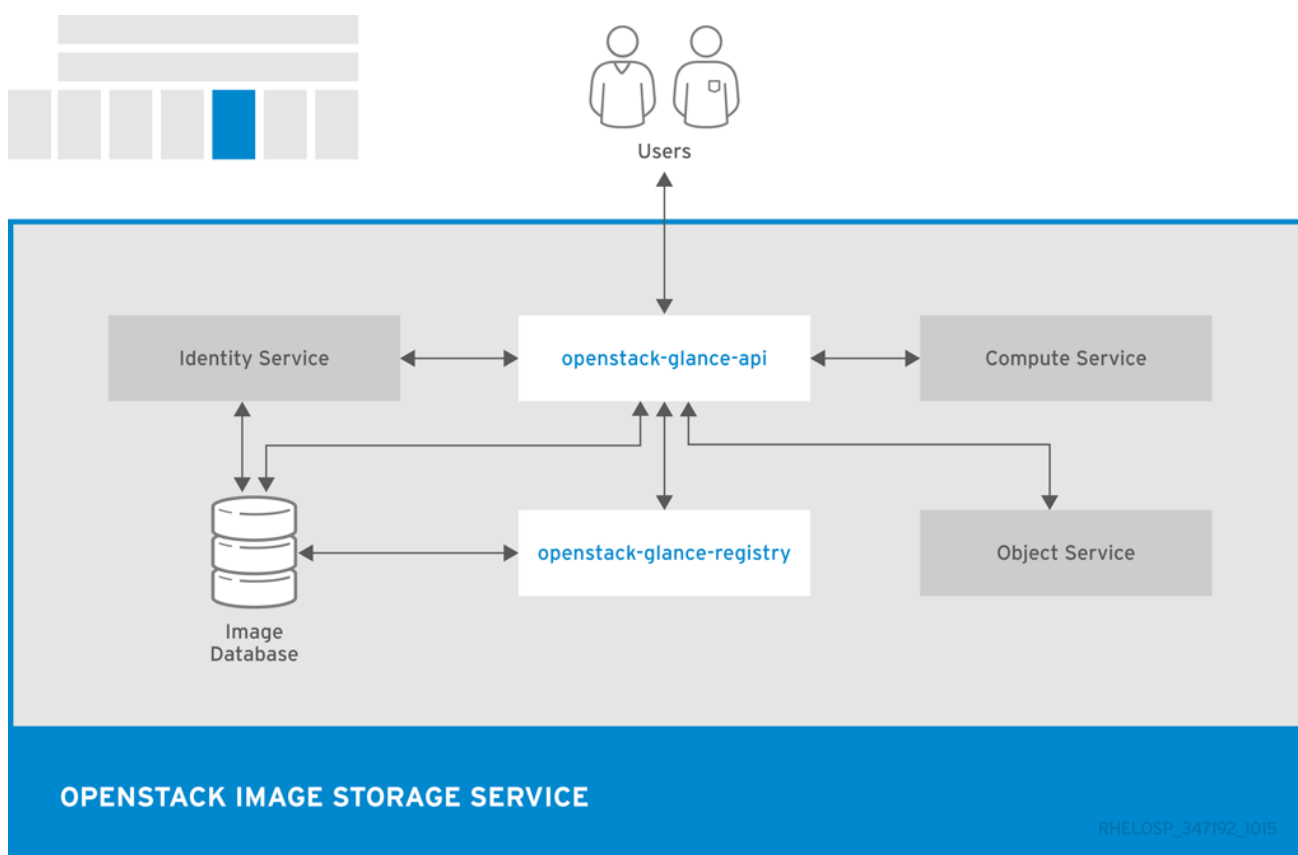 Users
Identity Service
openstack-glance-api
Compute Service
openstack-glance-registry
Object Service
Image
Database
OPENSTACK IMAGE STORAGE SERVICE
RHELOSP_347192_1015